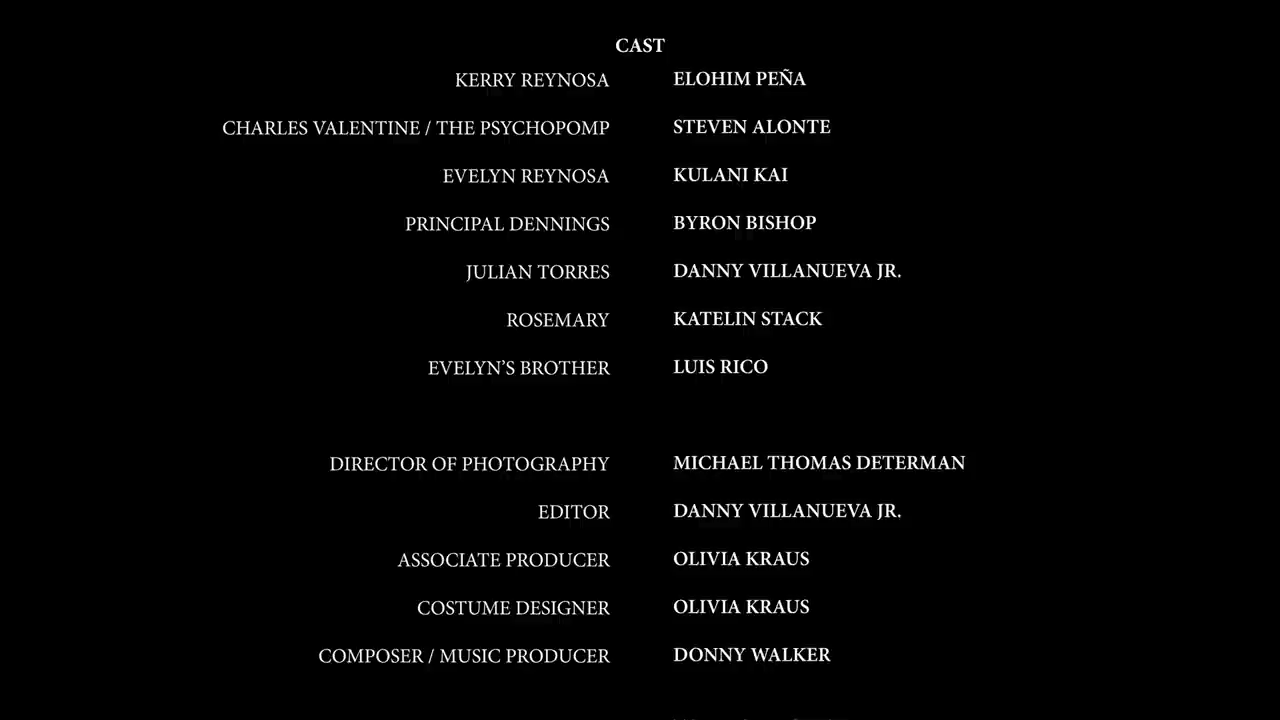 CAST
KERRY REYNOSA ELOHIM PEÑA
CHARLES VALENTINE / THE PSYCHOPOMP STEVEN ALONTE
EVELYN REYNOSA KULANI KAI
PRINCIPAL DENNINGS BYRON BISHOP
JULIAN TORRES DANNY VILLANUEVA JR.
ROSEMARY KATELIN STACK
EVELYN’S BROTHER LUIS RICO
DIRECTOR OF PHOTOGRAPHY MICHAEL THOMAS DETERMAN
EDITOR DANNY VILLANUEVA JR.
ASSOCIATE PRODUCER OLIVIA KRAUS
COSTUME DESIGNER OLIVIA KRAUS
COMPOSER / MUSIC PRODUCER DONNY WALKER